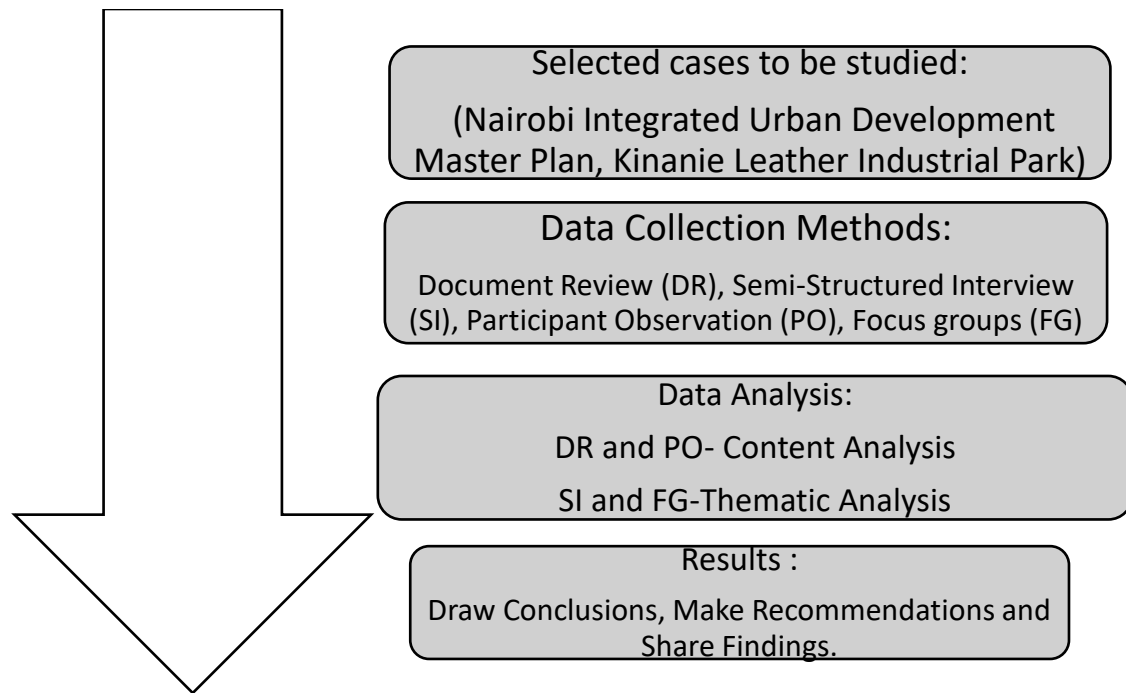 Selected cases to be studied:
(Nairobi Integrated Urban Development
Master Plan, Kinanie Leather Industrial Park)
Data Collection Methods:
Document Review (DR), Semi-Structured Interview
(SI), Participant Observation (PO), Focus groups (FG)
Data Analysis:
DR and PO- Content Analysis
SI and FG-Thematic Analysis
Results :
Draw Conclusions, Make Recommendations and
Share Findings.